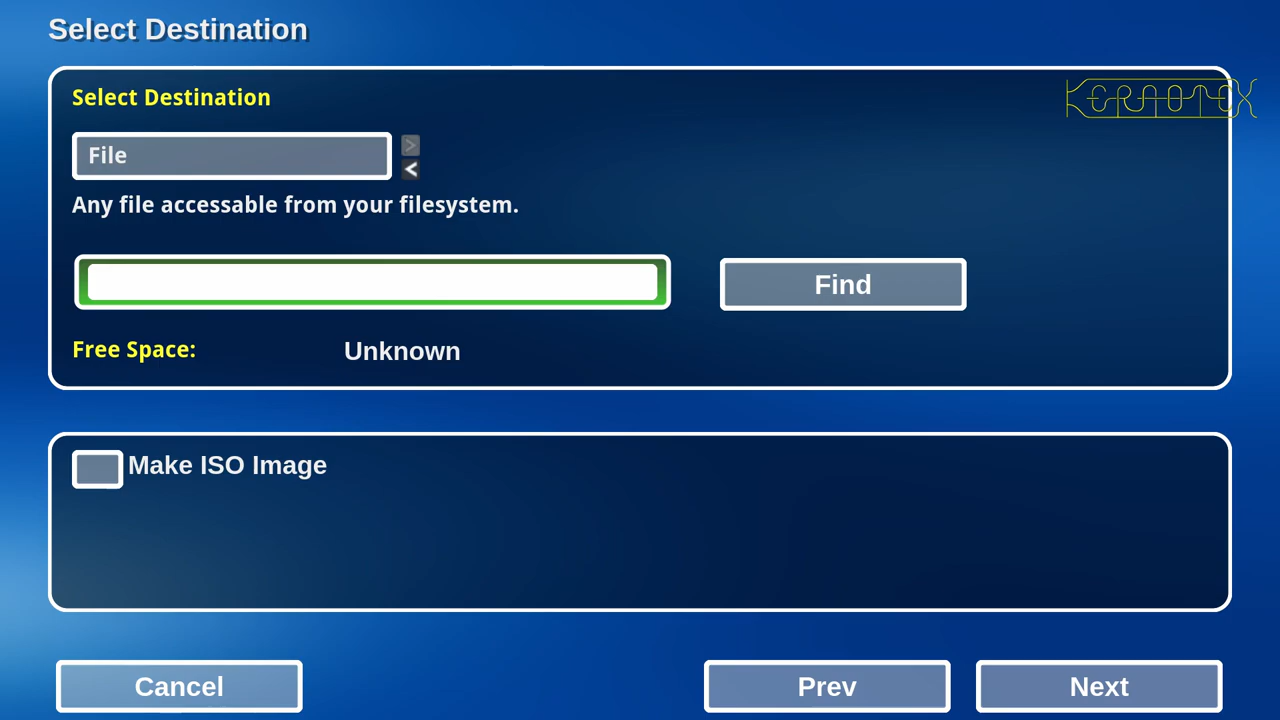 Select Destination
Select Destination
KERAOTEX
File
>
<
Any file accessable from your filesystem.
Find
Free Space: Unknown
Make ISO Image
Cancel Prev Next